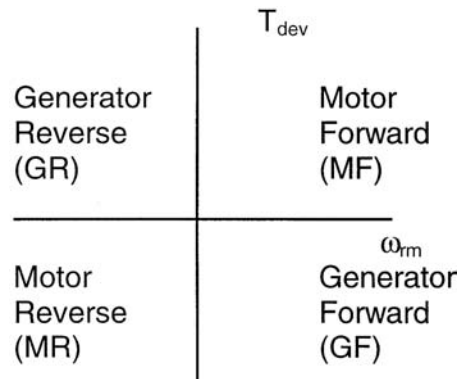 T_dev
Generator
Reverse
(GR)
Motor
Forward
(MF)
ω_rm
Motor
Reverse
(MR)
Generator
Forward
(GF)